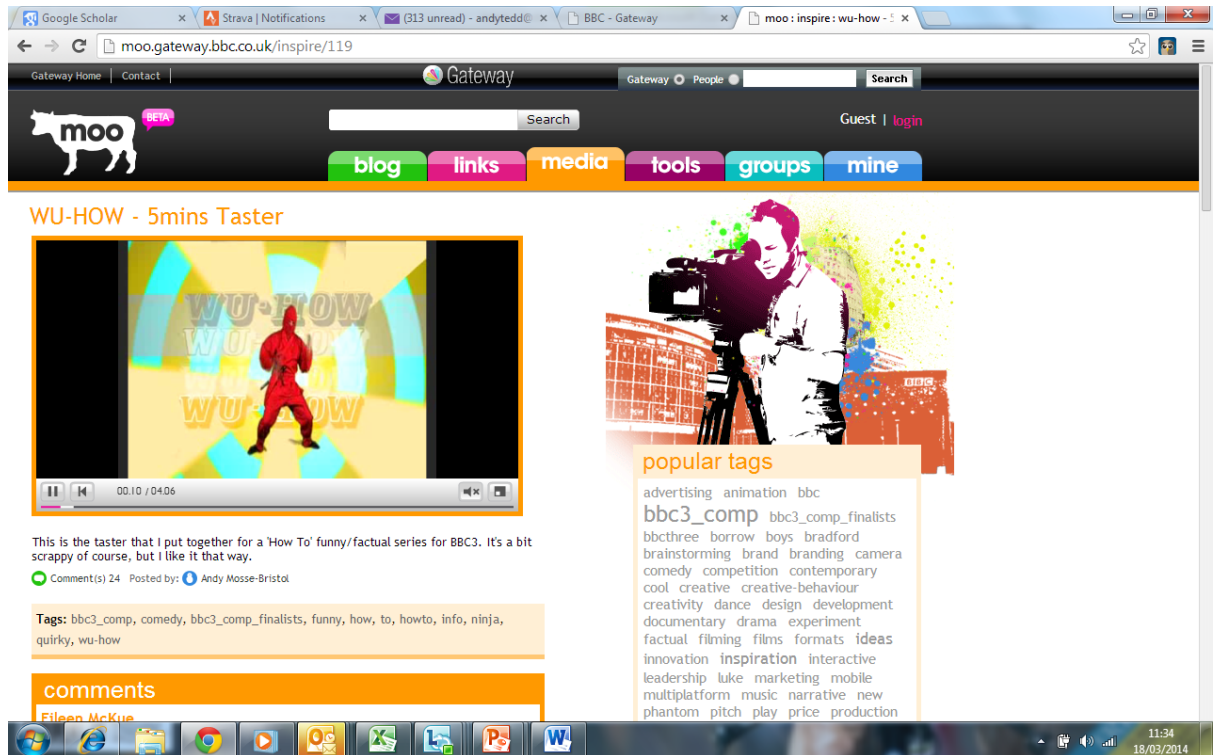 Google Scholar
Strava | Notifications
(313 unread) - andytedd@
BBC - Gateway
moo : inspire : wu-how -
moo.gateway.bbc.co.uk/inspire/119
Gateway Home | Contact |
Gateway
Gateway People Search
moo BETA
Search
Guest | login
blog links media tools groups mine
WU-HOW - 5mins Taster
WU-HOW
WU-HOW
WU-HOW
00.10 / 04.06
This is the taster that I put together for a 'How To' funny/factual series for BBC3. It's a bit
scrappy of course, but I like it that way.
Comment(s) 24 Posted by: Andy Mosse-Bristol
Tags: bbc3_comp, comedy, bbc3_comp_finalists, funny, how, to, howto, info, ninja,
quirky, wu-how
comments
Eileen McKue
BBC
popular tags
advertising animation bbc
bbc3_comp bbc3_comp_finalists
bbcthree borrow boys bradford
brainstorming brand branding camera
comedy competition contemporary
cool creative creative-behaviour
creativity dance design development
documentary drama experiment
factual filming films formats ideas
innovation inspiration interactive
leadership luke marketing mobile
multiplatform music narrative new
phantom pitch play price production
11:34
18/03/2014